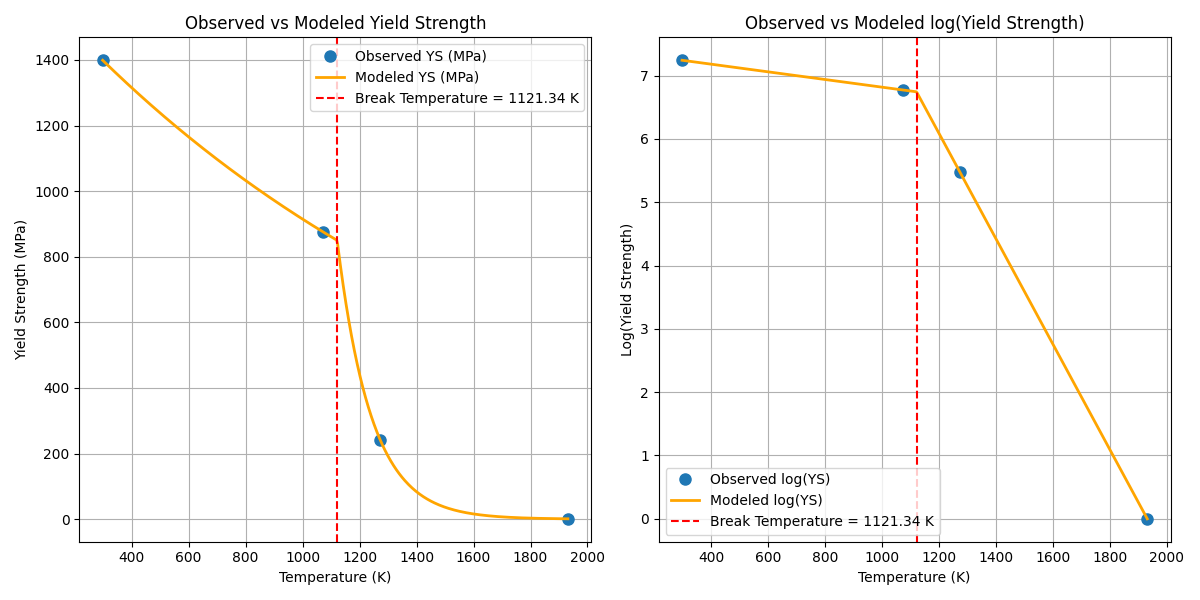 Observed vs Modeled Yield Strength
Observed YS (MPa)
Modeled YS (MPa)
Break Temperature = 1121.34 K
1400
1200
1000
800
600
400
200
0
Yield Strength (MPa)
400 600 800 1000 1200 1400 1600 1800 2000
Temperature (K)
Observed vs Modeled log(Yield Strength)
7
6
5
4
3
2
1
0
Log(Yield Strength)
Observed log(YS)
Modeled log(YS)
Break Temperature = 1121.34 K
400 600 800 1000 1200 1400 1600 1800 2000
Temperature (K)